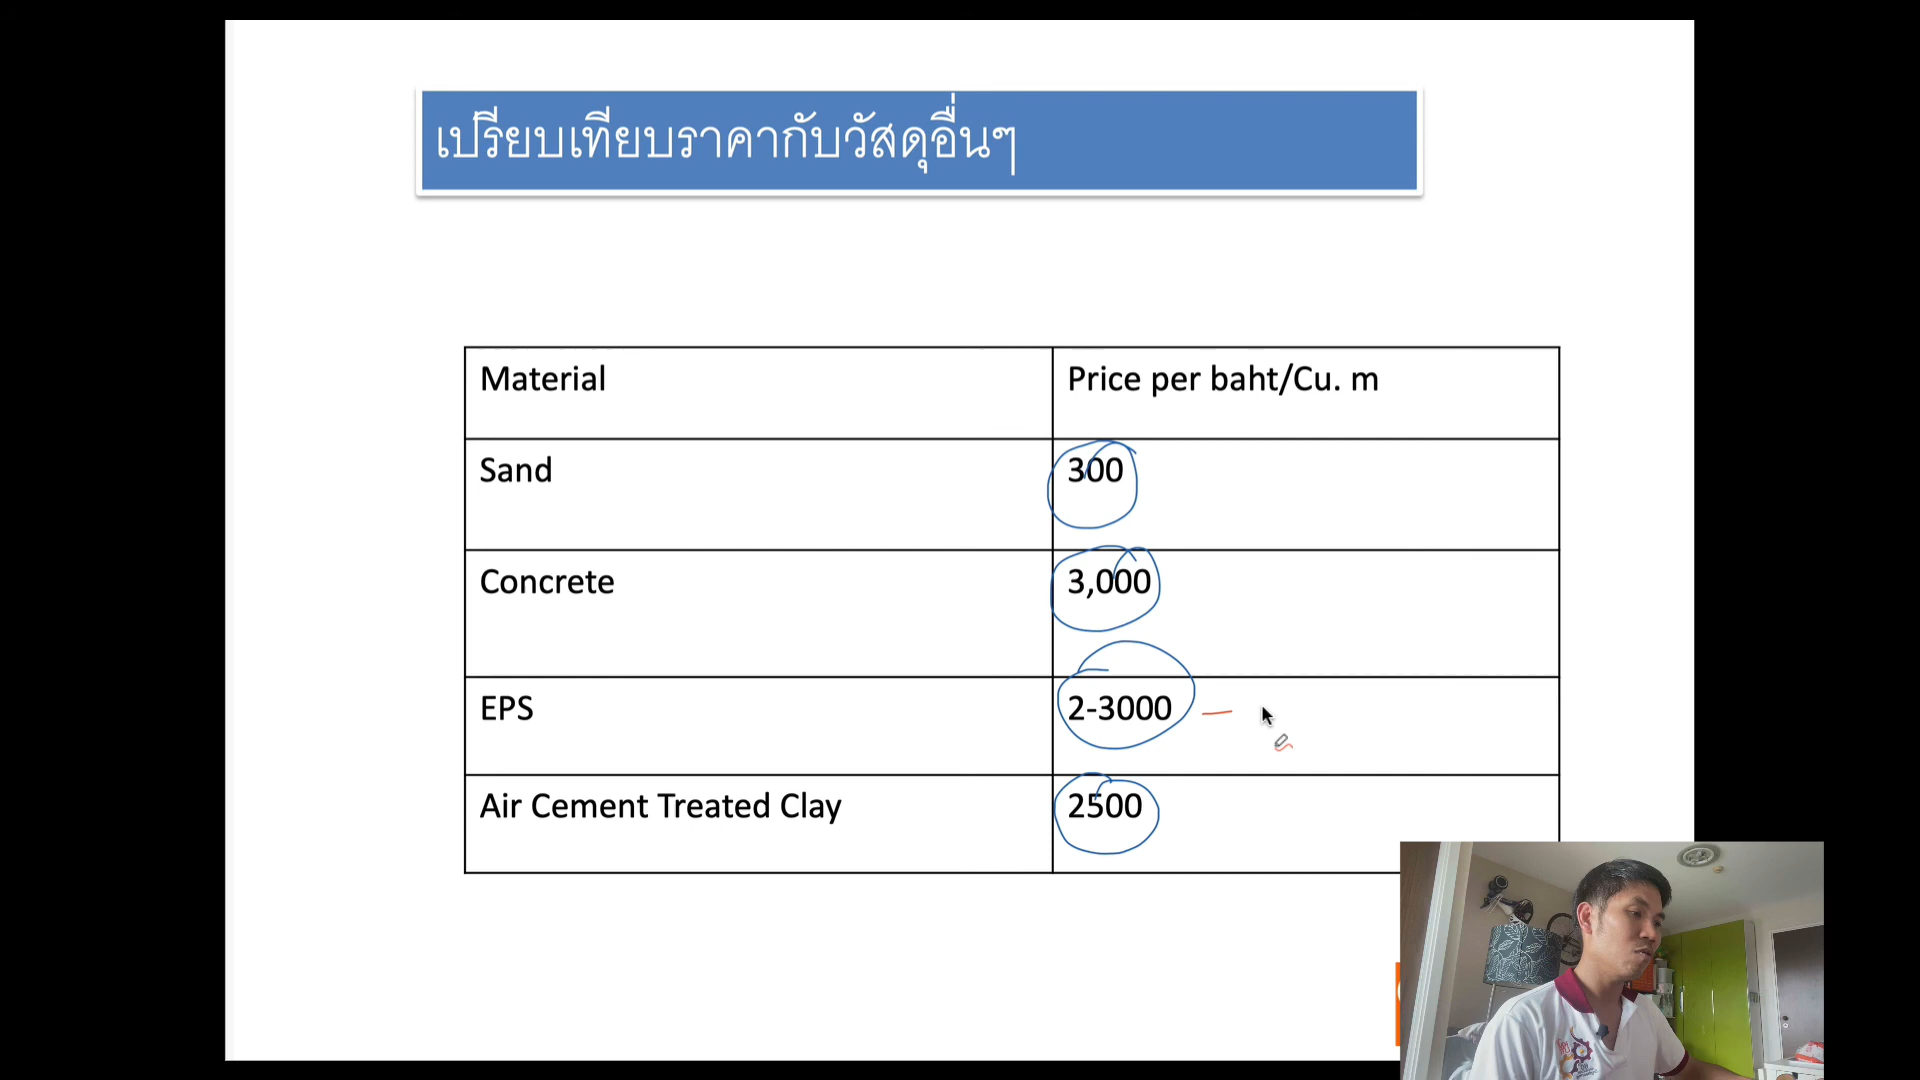 เปรียบเทียบราคากับวัสดุอื่นๆ
Material Price per baht/Cu. m
Sand 300
Concrete 3,000
EPS 2-3000
Air Cement Treated Clay 2500